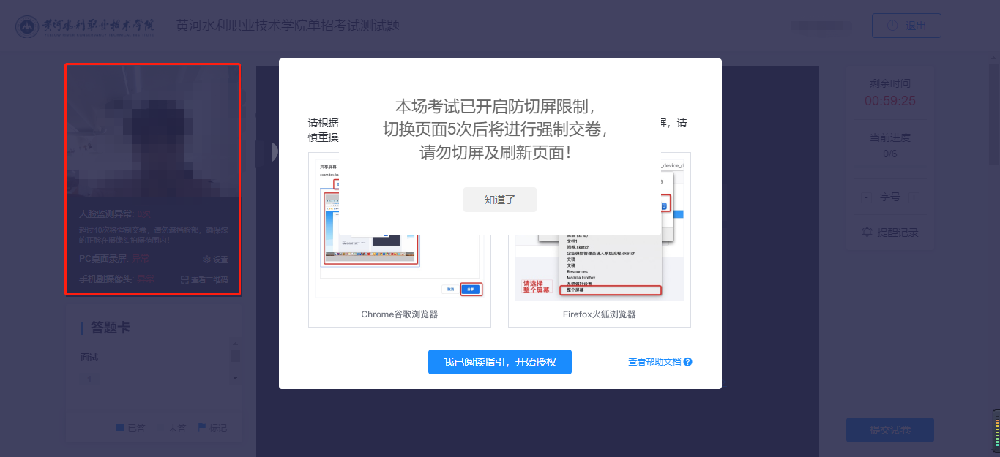 黄河水利职业技术学院
YELLOW RIVER CONSERVANCY TECHNICAL INSTITUTE
黄河水利职业技术学院单招考试测试题
退出
人脸监测异常: 0次
超过10次将强制交卷，请勿遮挡脸部，确保您
的正脸在摄像头拍摄范围内！
PC桌面录屏: 异常
设置
手机副摄像头: 异常
查看二维码
答题卡
面试
1
已答
未答
标记
请根据
屏，请
慎重操
本场考试已开启防切屏限制，
切换页面5次后将进行强制交卷，
请勿切屏及刷新页面！
知道了
共享屏幕
取消
分享
Chrome谷歌浏览器
_device_d
文档1
问卷.sketch
企业微信管理员进入系统流程.sketch
文稿
文稿
Resources
Mozilla Firefox
系统偏好设置
整个屏幕
请选择
整个屏幕
Firefox火狐浏览器
我已阅读指引，开始授权
查看帮助文档
剩余时间
00:59:25
当前进度
0/6
- 字号 +
提醒记录
提交试卷